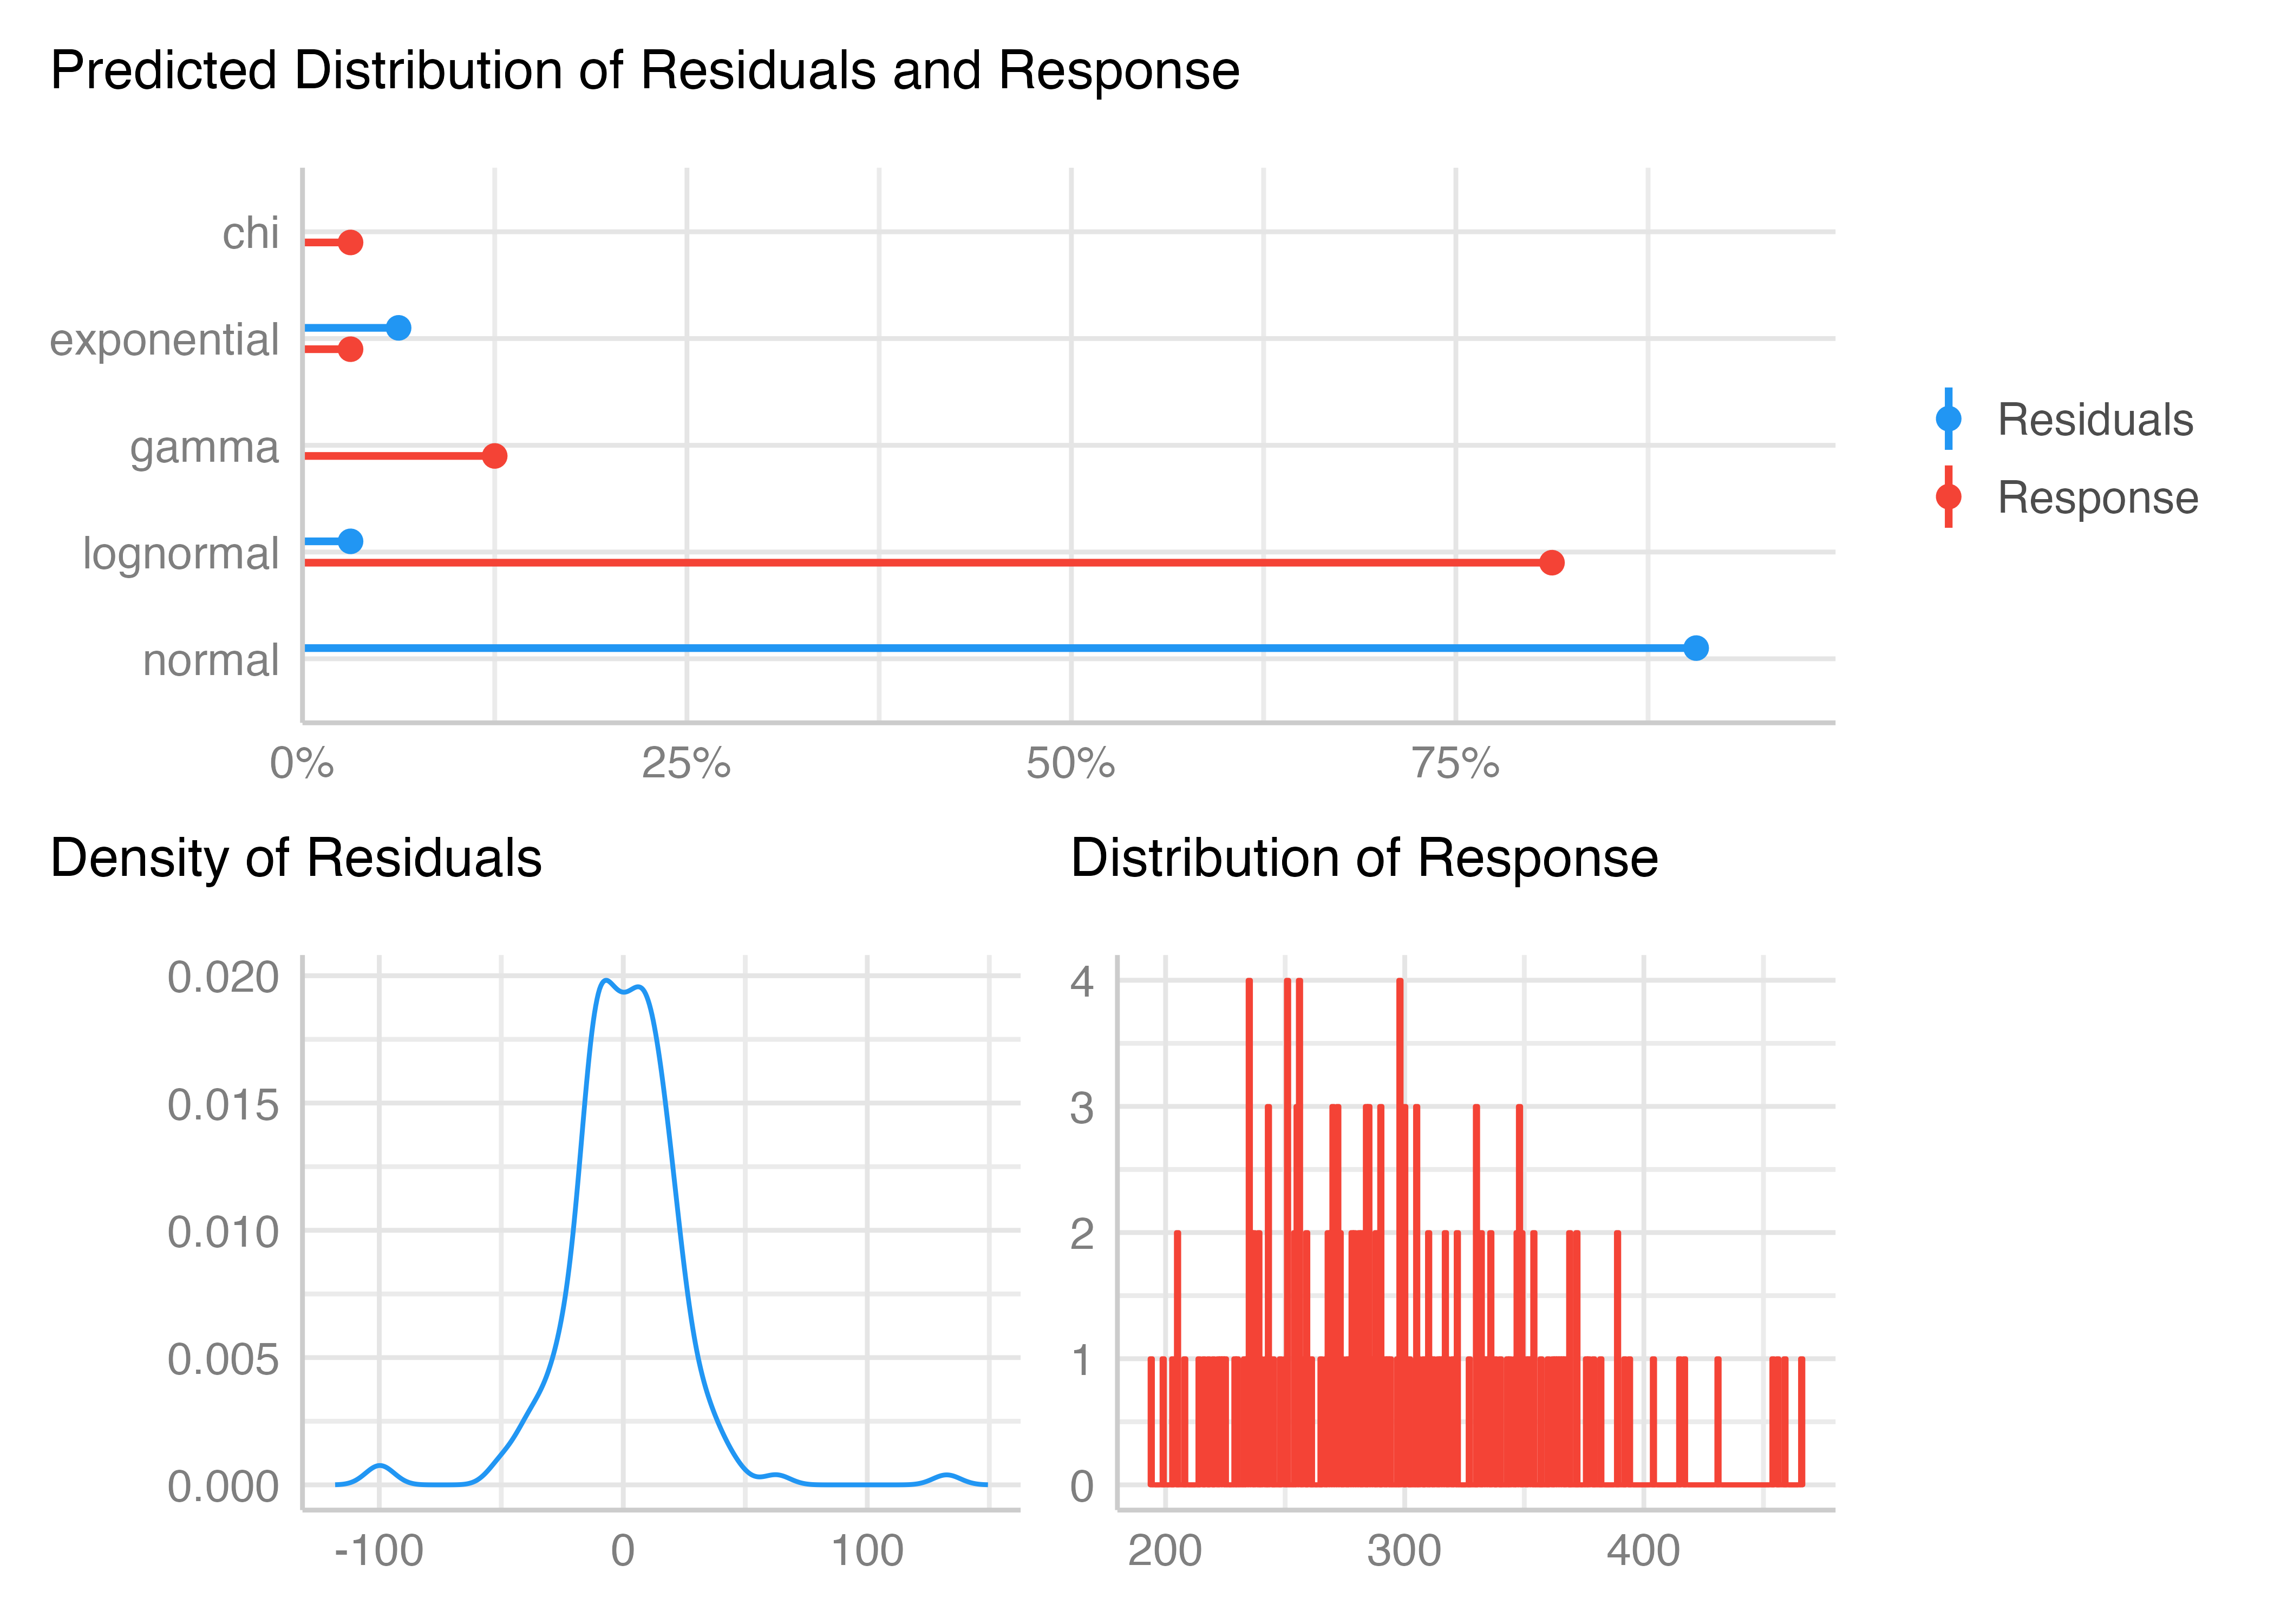 Predicted Distribution of Residuals and Response
chi
exponential
gamma
lognormal
normal
0% 25% 50% 75%
Residuals
Response
Density of Residuals
0.020
0.015
0.010
0.005
0.000
-100 0 100
Distribution of Response
4
3
2
1
0
200 300 400